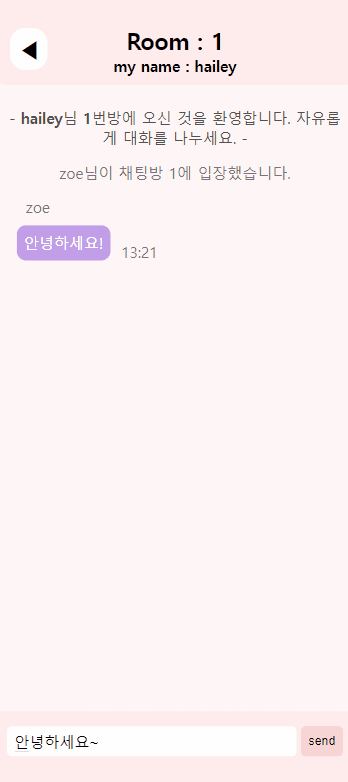 ◀
Room : 1
my name : hailey
- hailey님 1번방에 오신 것을 환영합니다. 자유롭
게 대화를 나누세요. -
zoe님이 채팅방 1에 입장했습니다.
zoe
안녕하세요!
13:21
안녕하세요~
send